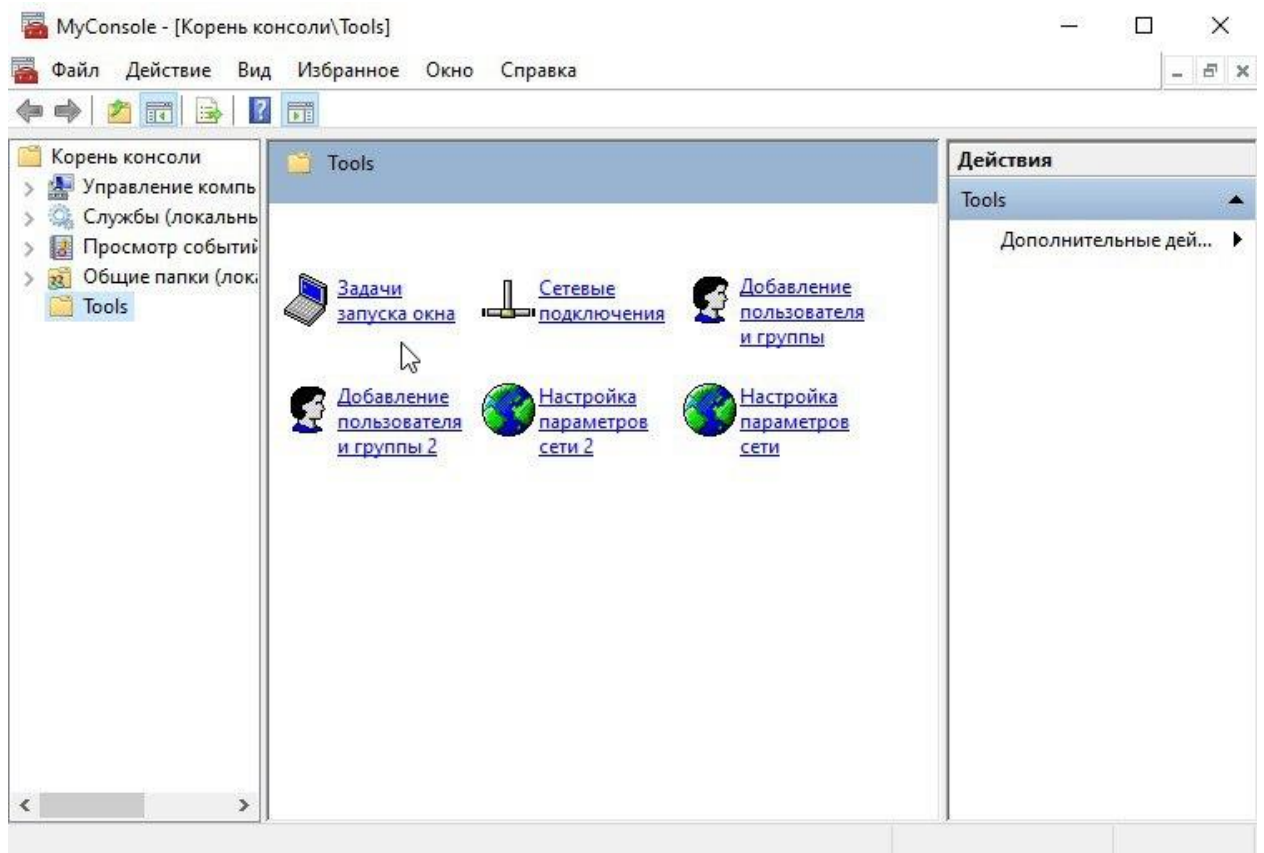 MyConsole - [Корень консоли\Tools]
Файл Действие Вид Избранное Окно Справка
Корень консоли
Управление компь
Службы (локальнь
Просмотр событий
Общие папки (лока
Tools
Tools
Задачи
запуска окна
Сетевые
подключения
Добавление
пользователя
и группы
Добавление
пользователя
и группы 2
Настройка
параметров
сети 2
Настройка
параметров
сети
Действия
Tools
Дополнительные дей...